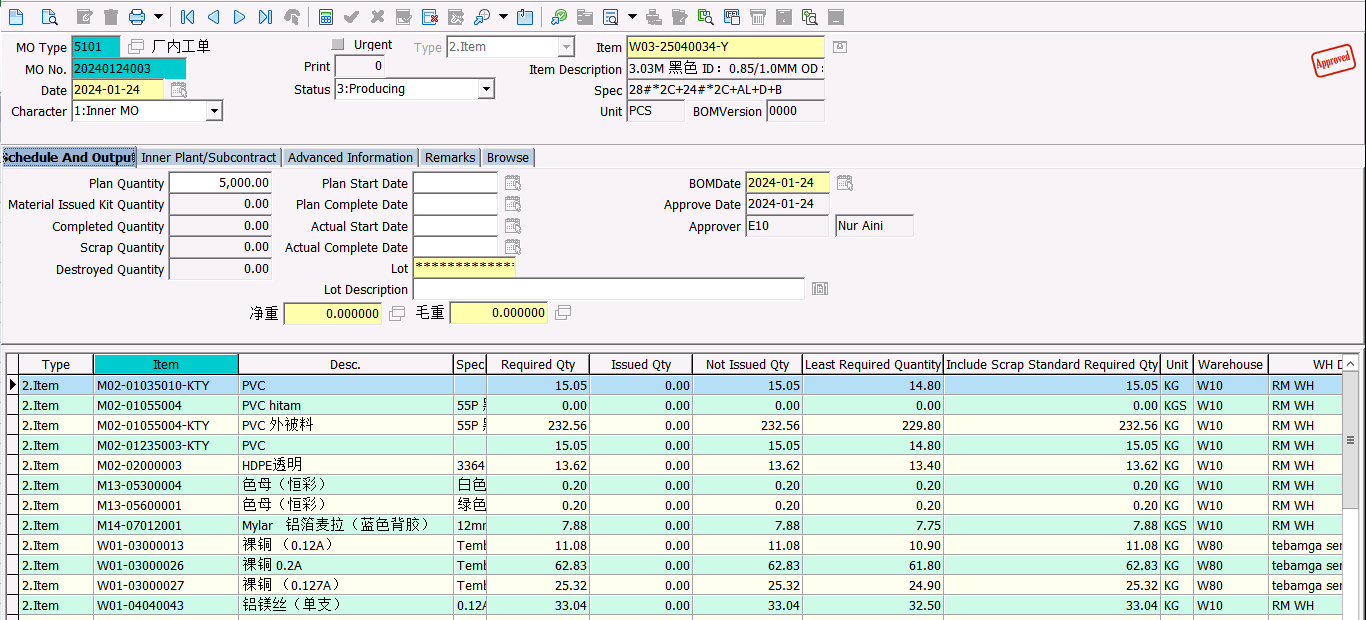 MO Type 5101 厂内工单 Urgent Type 2.Item Item W03-25040034-Y
MO No. 20240124003 Print 0 Item Description 3.03M 黑色 ID：0.85/1.0MM OD
Approved
Date 2024-01-24 Status 3:Producing Spec 28#*2C+24#*2C+AL+D+B
Character 1:Inner MO Unit PCS BOMVersion 0000
Schedule And Output Inner Plant/Subcontract Advanced Information Remarks Browse
Plan Quantity 5,000.00 Plan Start Date BOMDate 2024-01-24
Material Issued Kit Quantity 0.00 Plan Complete Date Approve Date 2024-01-24
Completed Quantity 0.00 Actual Start Date Approver E10 Nur Aini
Scrap Quantity 0.00 Actual Complete Date
Destroyed Quantity 0.00 Lot *************
Lot Description
净重 0.000000 毛重 0.000000
Type Item Desc. Spec Required Qty Issued Qty Not Issued Qty Least Required Quantity Include Scrap Standard Required Qty Unit Warehouse WH D
2.Item M02-01035010-KTY PVC 15.05 0.00 15.05 14.80 15.05 KG W10 RM WH
2.Item M02-01055004 PVC hitam 55P 0.00 0.00 0.00 0.00 0.00 KGS W10 RM WH
2.Item M02-01055004-KTY PVC 外被料 55P 232.56 0.00 232.56 229.80 232.56 KG W10 RM WH
2.Item M02-01235003-KTY PVC 15.05 0.00 15.05 14.80 15.05 KG W10 RM WH
2.Item M02-02000003 HDPE透明 3364 13.62 0.00 13.62 13.40 13.62 KG W10 RM WH
2.Item M13-05300004 色母（恒彩） 白色 0.20 0.00 0.20 0.20 0.20 KG W10 RM WH
2.Item M13-05600001 色母（恒彩） 绿色 0.20 0.00 0.20 0.20 0.20 KG W10 RM WH
2.Item M14-07012001 Mylar 铝箔麦拉（蓝色背胶） 12mm 7.88 0.00 7.88 7.75 7.88 KGS W10 RM WH
2.Item W01-03000013 裸铜 （0.12A） Temb 11.08 0.00 11.08 10.90 11.08 KG W80 tebamga ser
2.Item W01-03000026 裸铜 0.2A Temb 62.83 0.00 62.83 61.80 62.83 KG W80 tebamga ser
2.Item W01-03000027 裸铜 （0.127A） Temb 25.32 0.00 25.32 24.90 25.32 KG W80 tebamga ser
2.Item W01-04040043 铝镁丝（单支） 0.12A 33.04 0.00 33.04 32.50 33.04 KG W10 RM WH